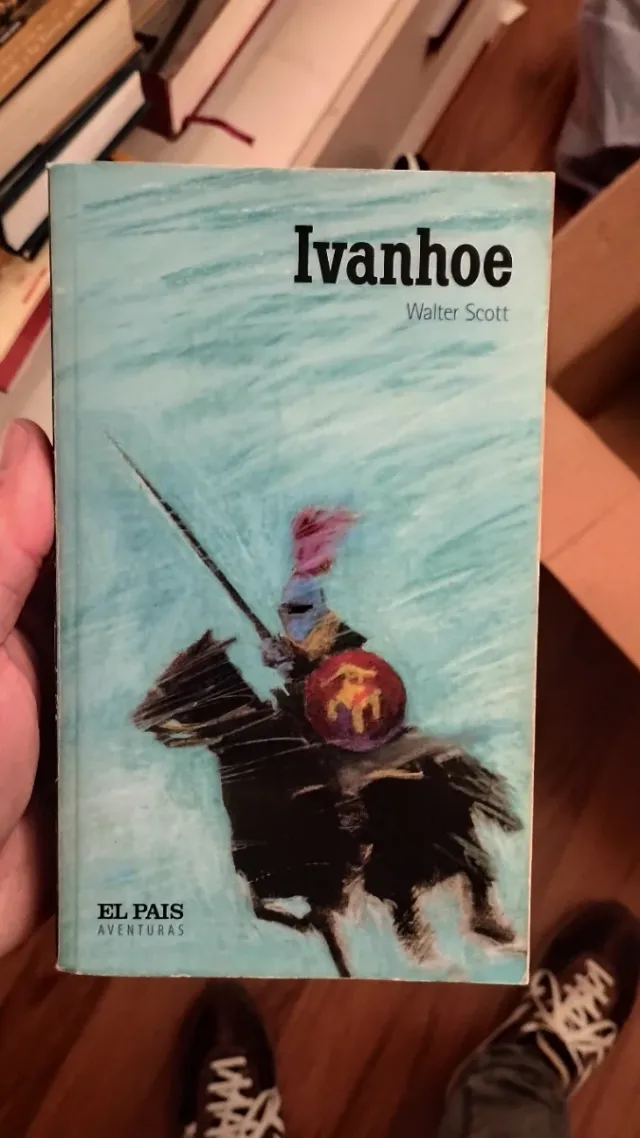 Ivanhoe
Walter Scott
EL PAIS
AVENTURAS